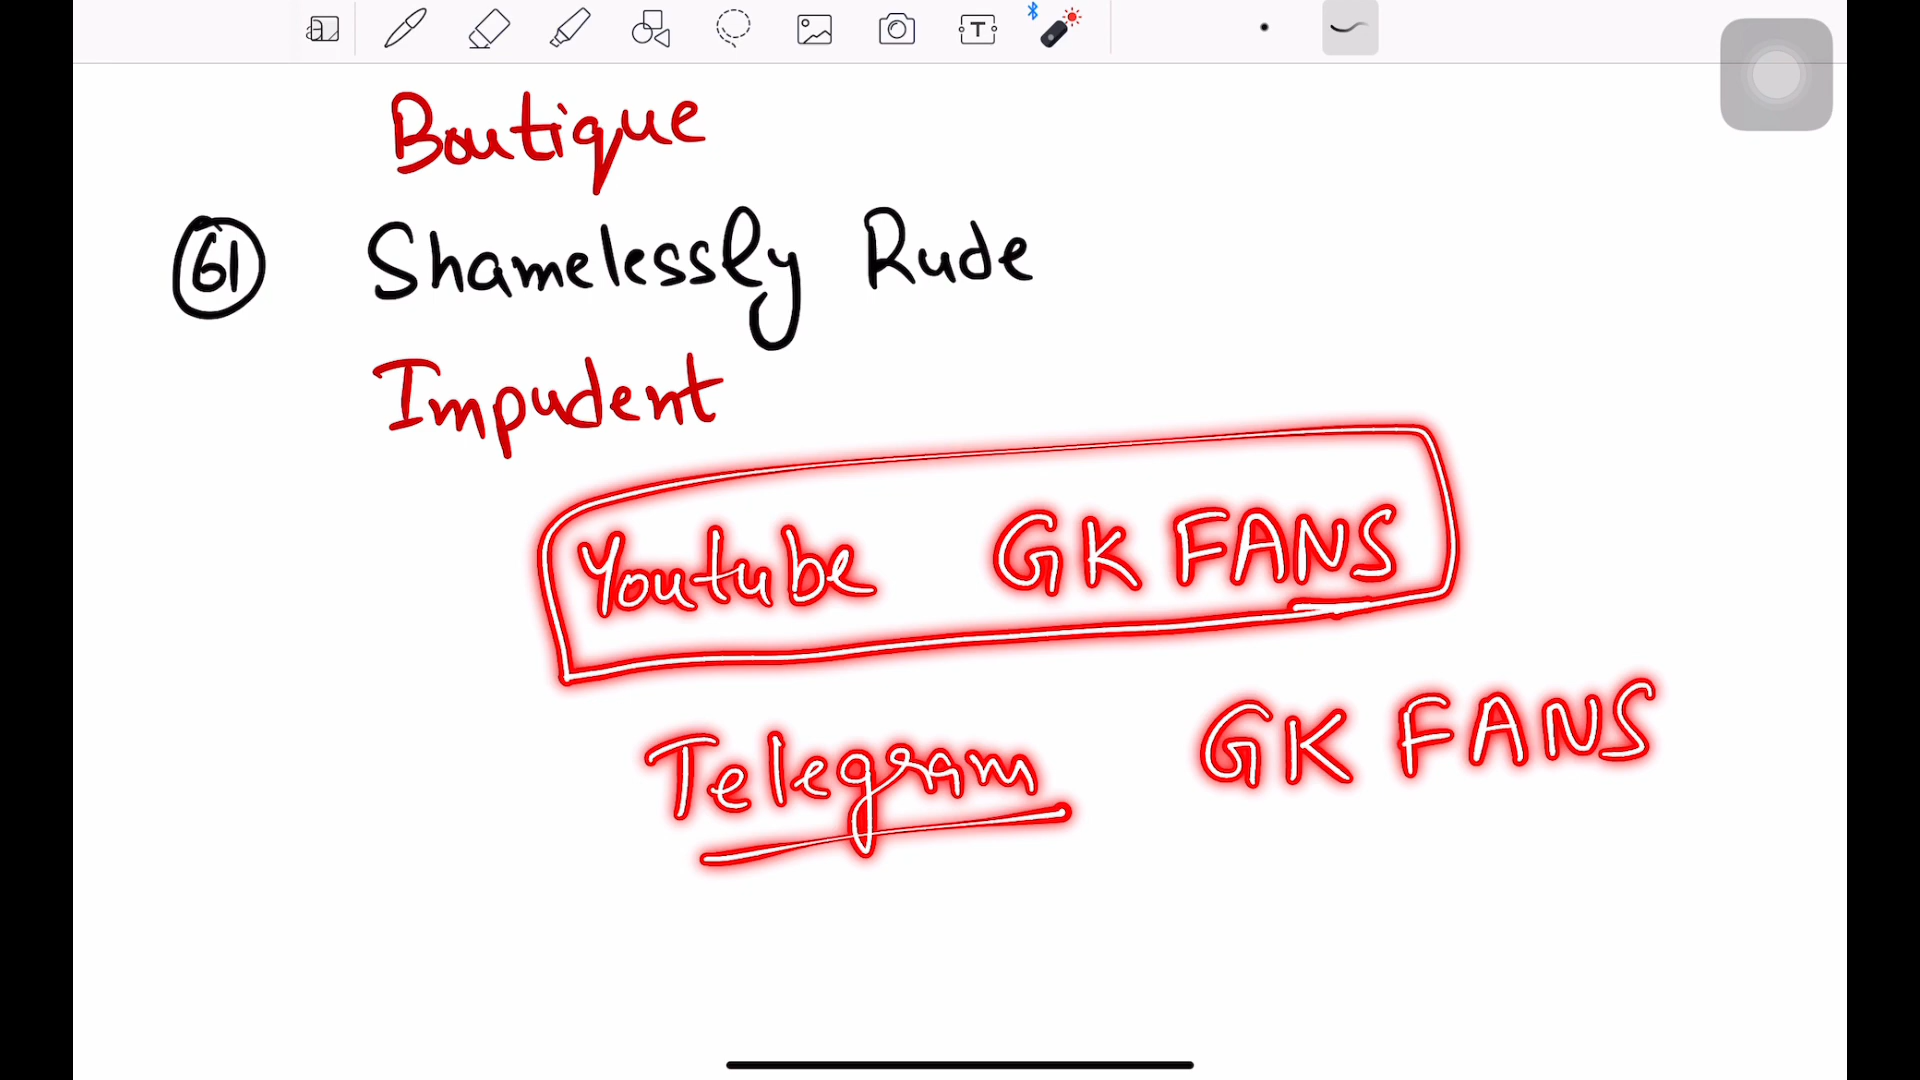 Boutique
61 Shamelessly Rude
Impudent
Youtube GK FANS
Telegram GK FANS